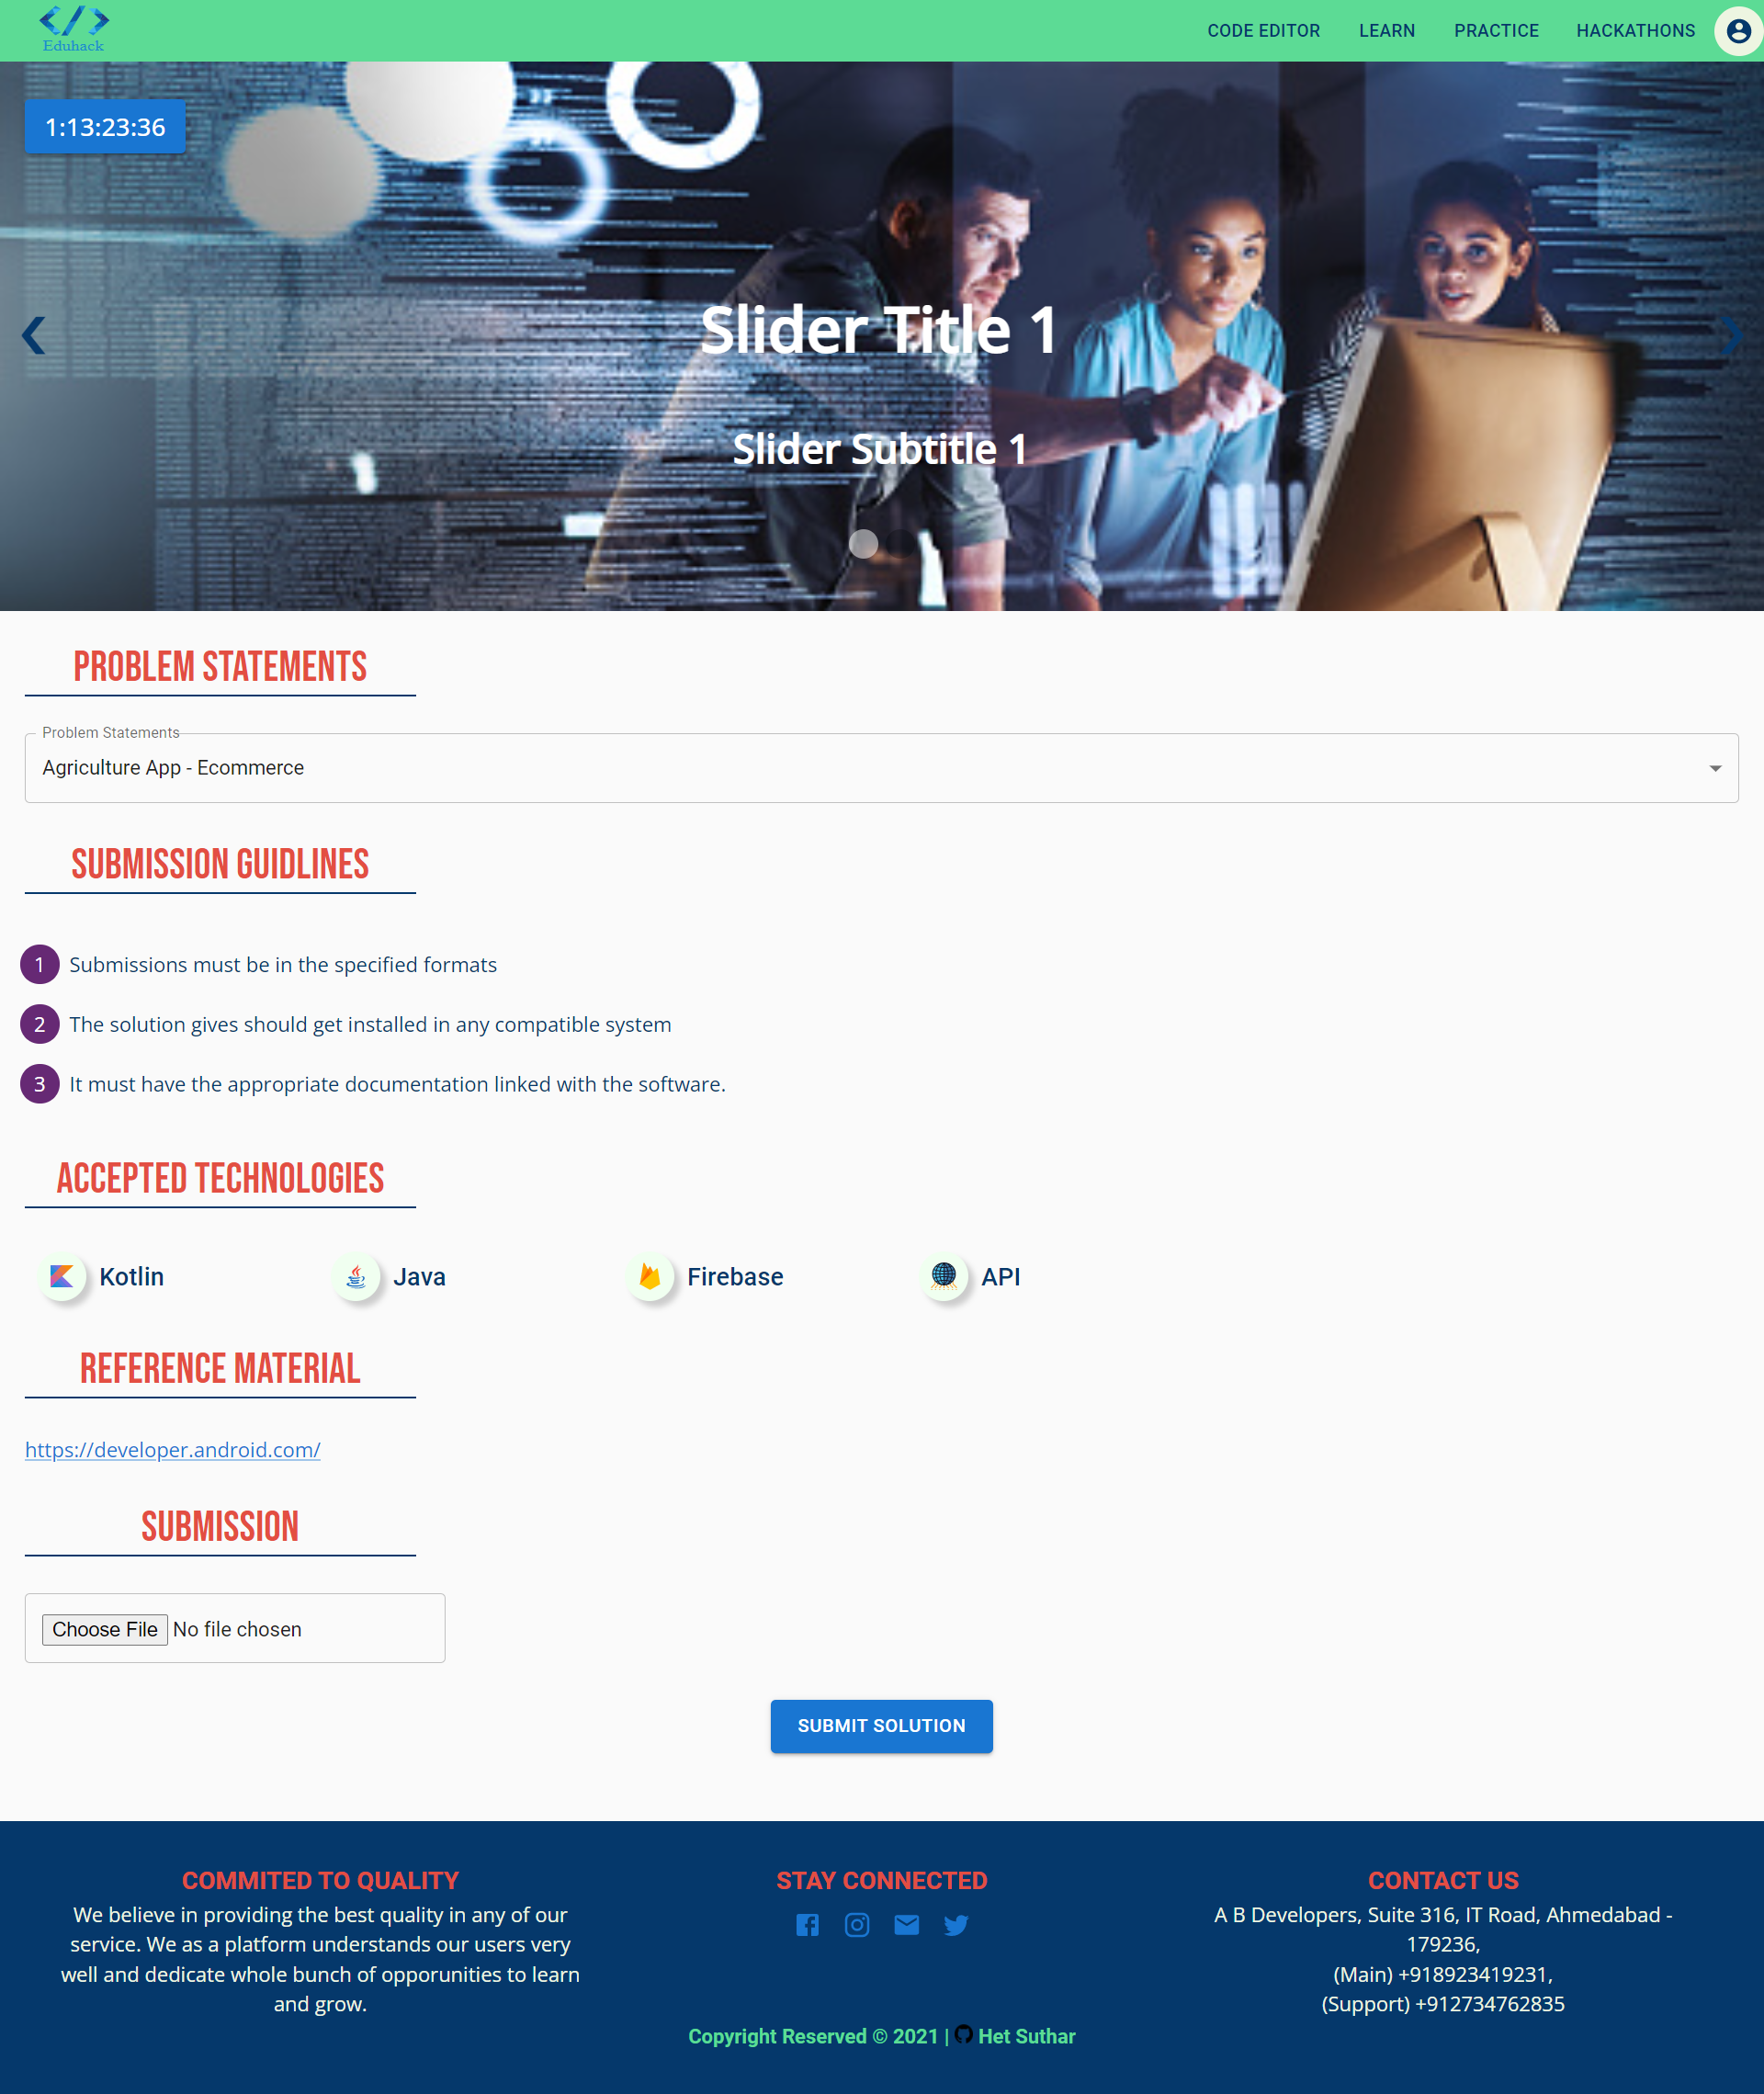 Eduhack
CODE EDITOR
LEARN
PRACTICE
HACKATHONS
1:13:23:36
Slider Title 1
Slider Subtitle 1
PROBLEM STATEMENTS
Problem Statements
Agriculture App - Ecommerce
SUBMISSION GUIDLINES
1 Submissions must be in the specified formats
2 The solution gives should get installed in any compatible system
3 It must have the appropriate documentation linked with the software.
ACCEPTED TECHNOLOGIES
Kotlin
Java
Firebase
API
REFERENCE MATERIAL
https://developer.android.com/
SUBMISSION
Choose File No file chosen
SUBMIT SOLUTION
COMMITED TO QUALITY
We believe in providing the best quality in any of our
service. We as a platform understands our users very
well and dedicate whole bunch of opporunities to learn
and grow.
STAY CONNECTED
CONTACT US
A B Developers, Suite 316, IT Road, Ahmedabad -
179236,
(Main) +918923419231,
(Support) +912734762835
Copyright Reserved © 2021 | Het Suthar